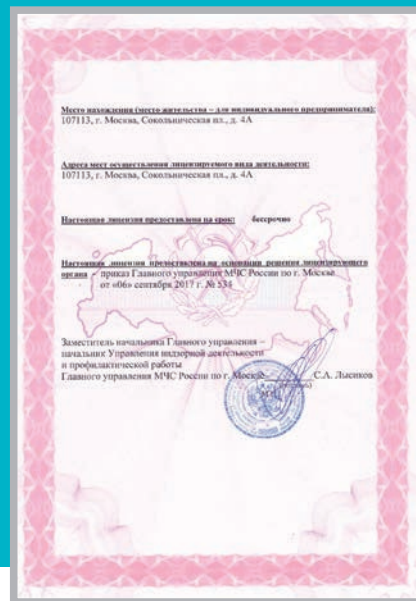 Место нахождения (место жительства – для индивидуального предпринимателя):
107113, г. Москва, Сокольническая пл., д. 4А
Адреса мест осуществления лицензируемого вида деятельности:
107113, г. Москва, Сокольническая пл., д. 4А
Настоящая лицензия предоставлена на срок: бессрочно
Настоящая лицензия предоставлена на основании решения лицензирующего
органа – приказ Главного управления МЧС России по г. Москве
от «06» сентября 2017 г. № 534
Заместитель начальника Главного управления –
начальник Управления надзорной деятельности
и профилактической работы
Главного управления МЧС России по г. Москве С.А. Лысиков